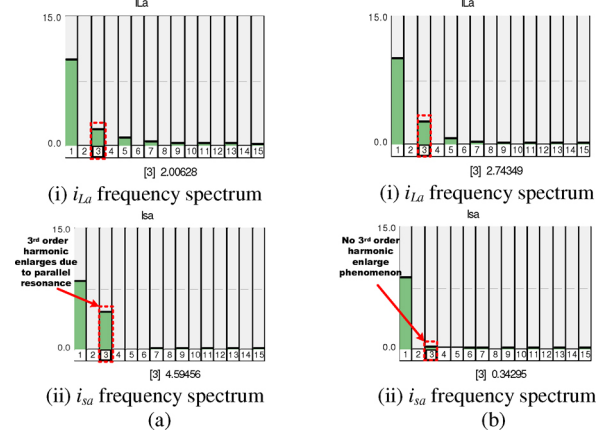 ILa
15.0
0.0
1 2 3 4 5 6 7 8 9 10 11 12 13 14 15
[3] 2.00628
(i) iLa frequency spectrum
ILa
15.0
0.0
1 2 3 4 5 6 7 8 9 10 11 12 13 14 15
[3] 2.74349
(i) iLa frequency spectrum
Isa
15.0
3rd order
harmonic
enlarges due
to parallel
resonance
0.0
1 2 3 4 5 6 7 8 9 10 11 12 13 14 15
[3] 4.59456
(ii) isa frequency spectrum
(a)
Isa
15.0
No 3rd order
harmonic
enlarge
phenomenon
0.0
1 2 3 4 5 6 7 8 9 10 11 12 13 14 15
[3] 0.34295
(ii) isa frequency spectrum
(b)